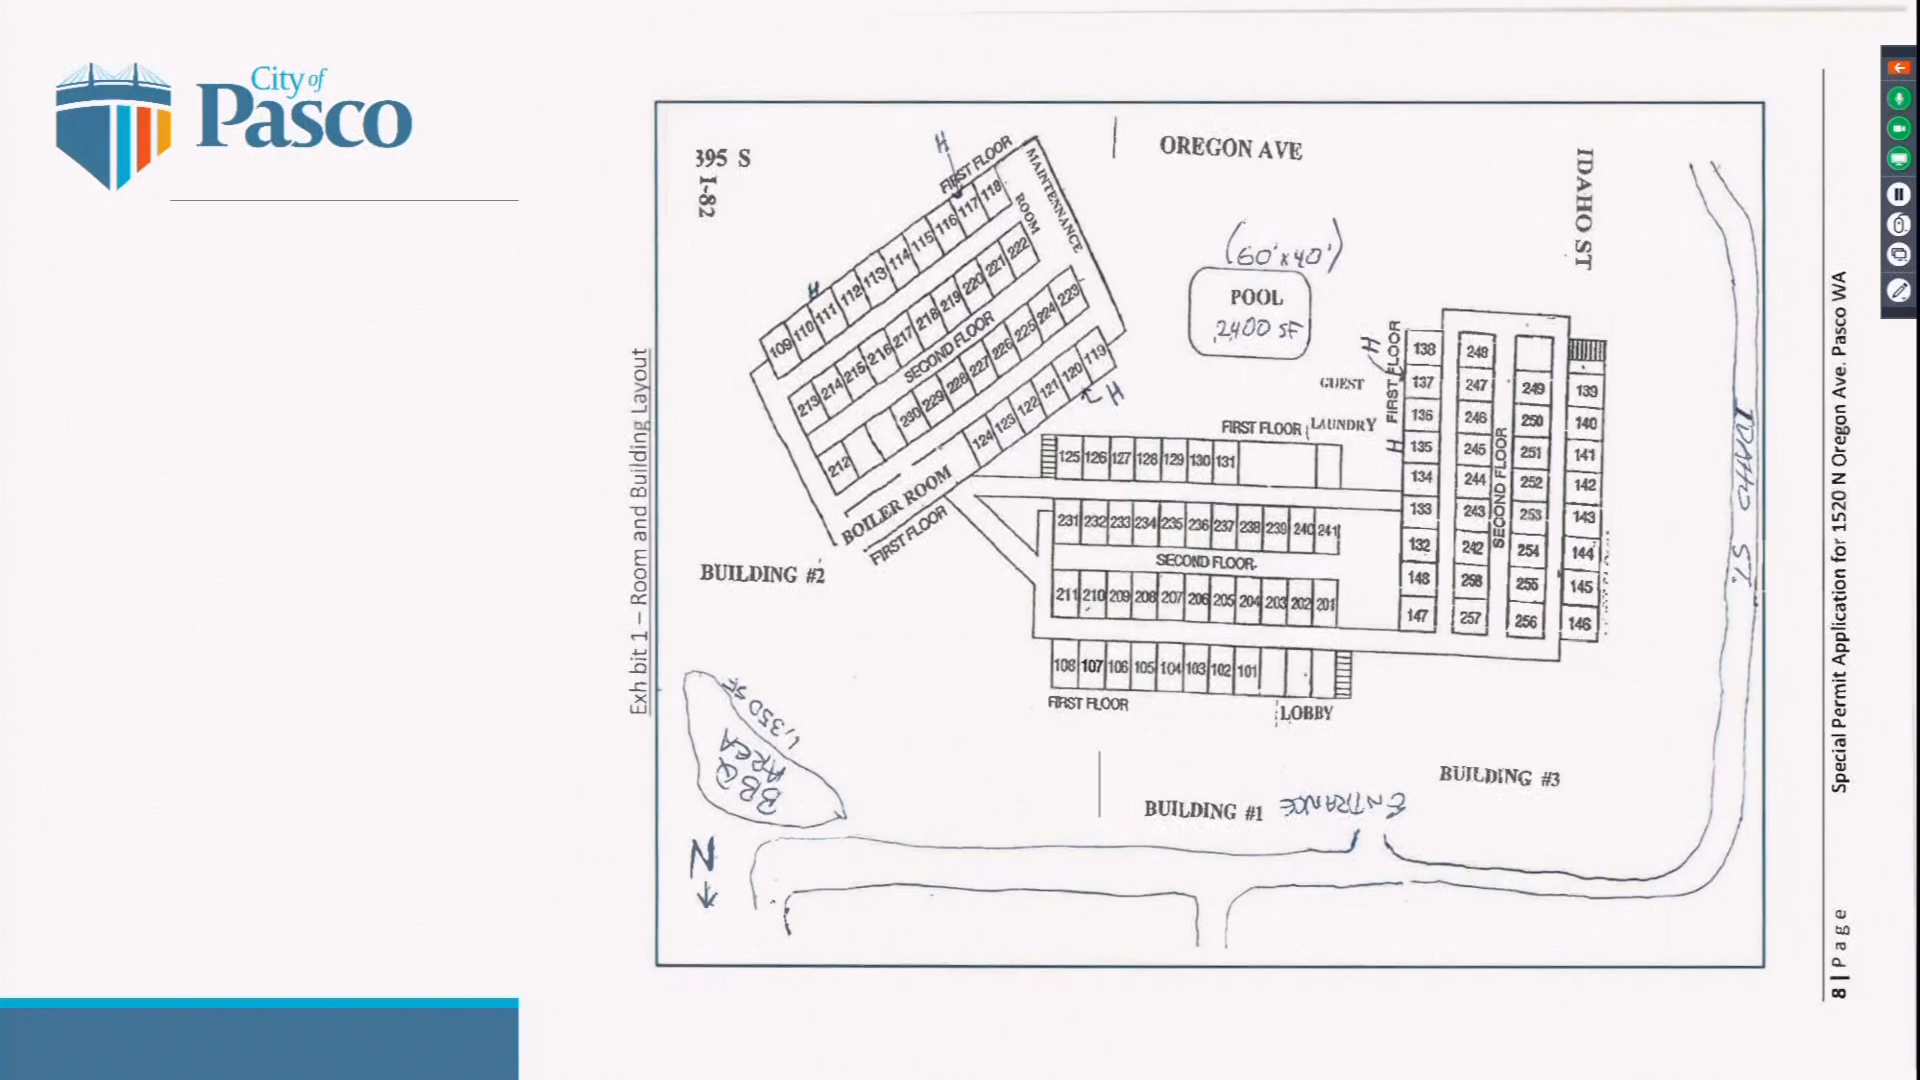 City of
Pasco
Exh bit 1 – Room and Building Layout
395 S
I-82
OREGON AVE
IDAHO ST
H
FIRST FLOOR
MAINTENNANCE
ROOM
109 110 111 112 113 114 115 116 117 118
H
213 214 215 216 217 218 219 220 221 222
SECOND FLOOR
212 230 229 228 227 226 225 224 223
124 123 122 121 120 119
H
BOILER ROOM
FIRST FLOOR
BUILDING #2
(60' x 40')
POOL
2400 SF
GUEST
LAUNDRY
FIRST FLOOR
125 126 127 128 129 130 131
231 232 233 234 235 236 237 238 239 240 241
SECOND FLOOR
211 210 209 208 207 206 205 204 203 202 201
108 107 106 105 104 103 102 101
FIRST FLOOR
LOBBY
BUILDING #1
ENTRANCE
H
FIRST FLOOR
H
138 248
137 247 249 139
136 246 250 140
135 245 251 141
134 244 252 142
133 243 253 143
132 242 254 144
148 258 255 145
147 257 256 146
SECOND FLOOR
BUILDING #3
IDAHO ST.
BBQ
AREA
1,350 SF
N
Special Permit Application for 1520 N Oregon Ave. Pasco WA
8 | Page